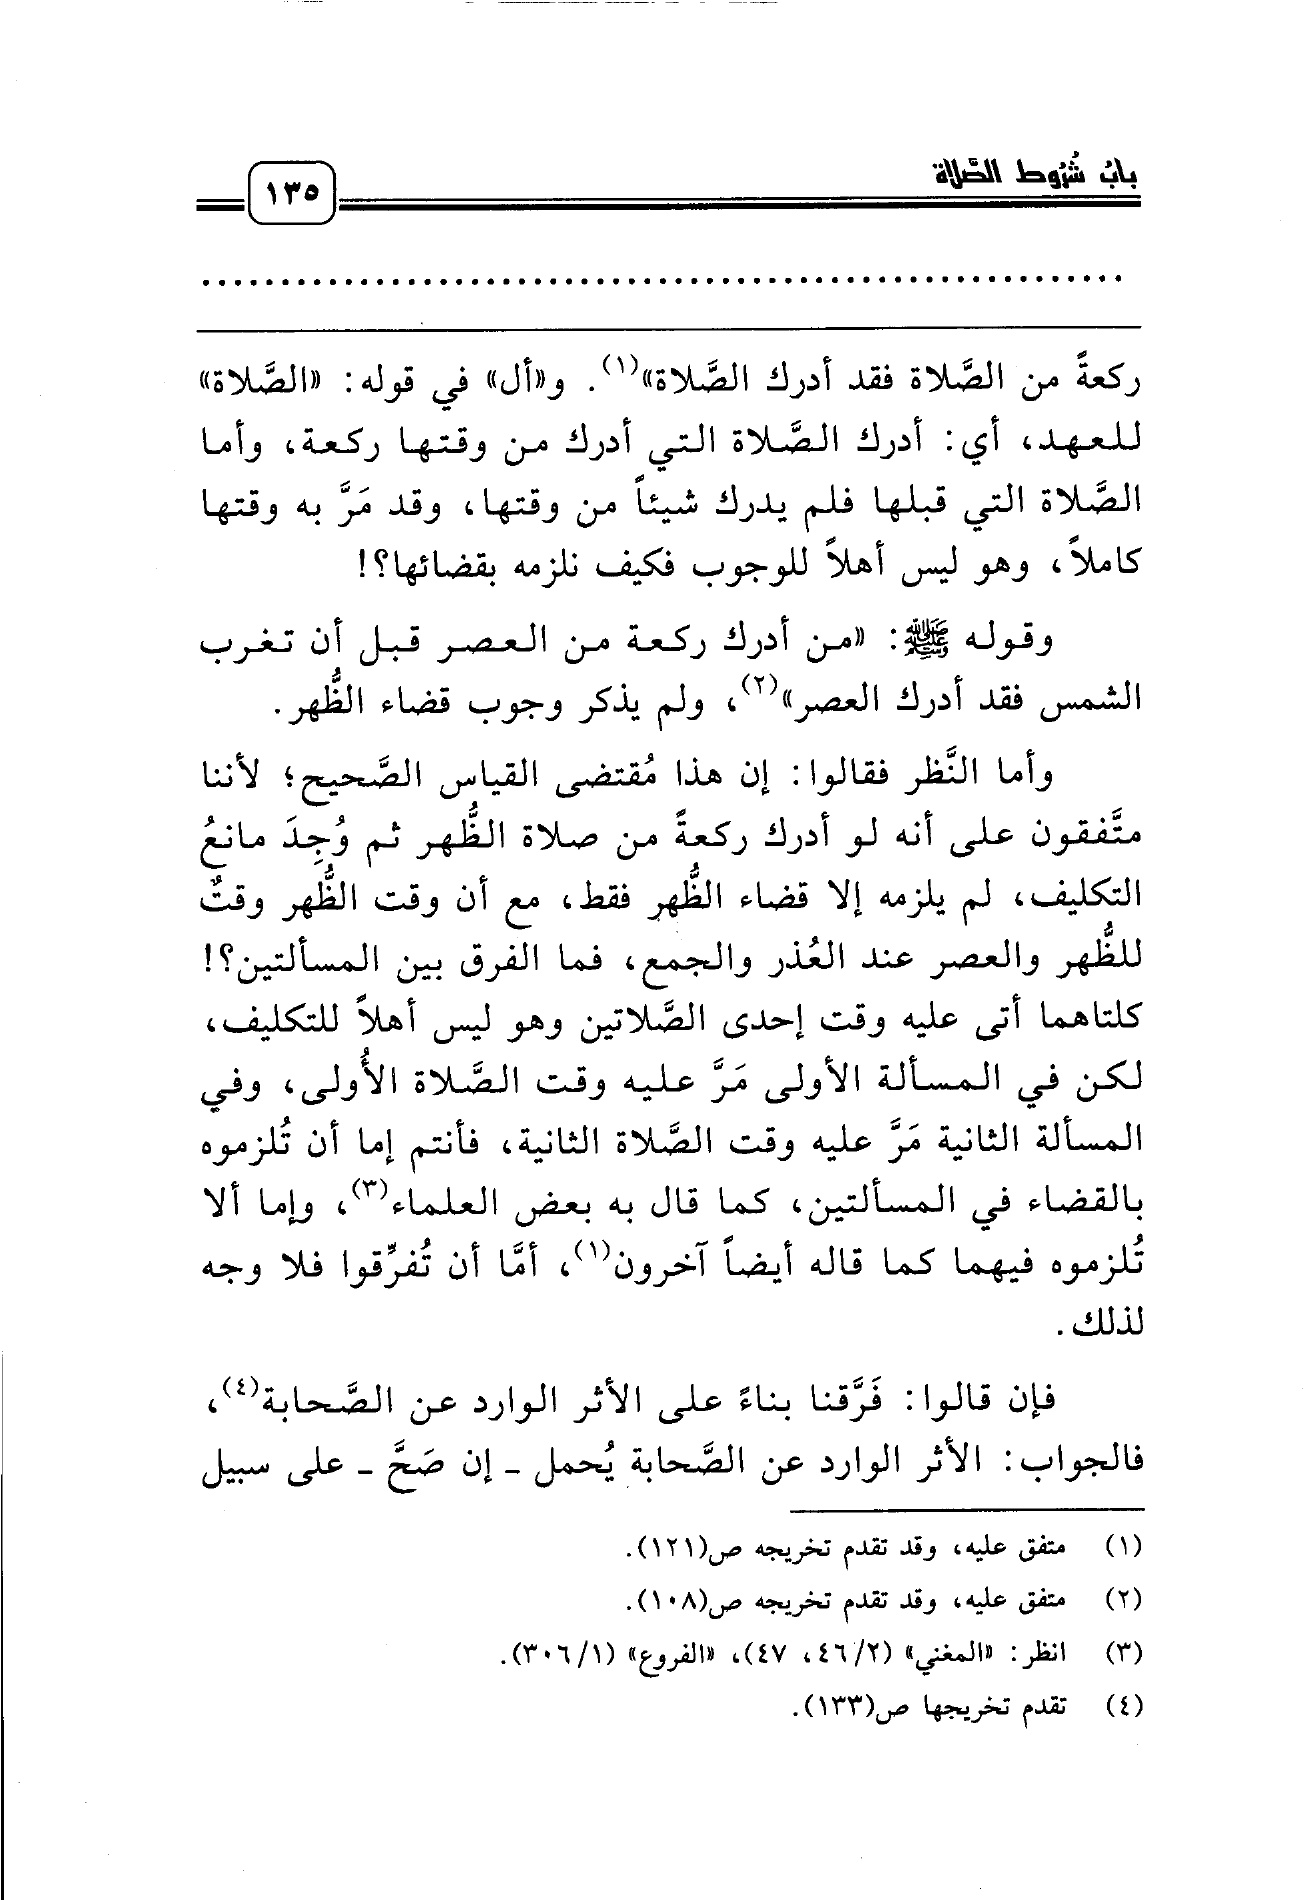 بابُ شُرُوط الصَّلاة
١٣٥
................................................................
ركعةً من الصَّلاة فقد أدرك الصَّلاة»(١). و«أل» في قوله: «الصَّلاة»
للعهد، أي: أدرك الصَّلاة التي أدرك من وقتها ركعة، وأما
الصَّلاة التي قبلها فلم يدرك شيئاً من وقتها، وقد مَرَّ به وقتها
كاملاً، وهو ليس أهلاً للوجوب فكيف نلزمه بقضائها؟!
وقوله ﷺ: «من أدرك ركعة من العصر قبل أن تغرب
الشمس فقد أدرك العصر»(٢)، ولم يذكر وجوب قضاء الظُّهر.
وأما النَّظر فقالوا: إن هذا مُقتضى القياس الصَّحيح؛ لأننا
متَّفقون على أنه لو أدرك ركعةً من صلاة الظُّهر ثم وُجِدَ مانعُ
التكليف، لم يلزمه إلا قضاء الظُّهر فقط، مع أن وقت الظُّهر وقتٌ
للظُّهر والعصر عند العُذر والجمع، فما الفرق بين المسألتين؟!
كلتاهما أتى عليه وقت إحدى الصَّلاتين وهو ليس أهلاً للتكليف،
لكن في المسألة الأولى مَرَّ عليه وقت الصَّلاة الأُولى، وفي
المسألة الثانية مَرَّ عليه وقت الصَّلاة الثانية، فأنتم إما أن تُلزموه
بالقضاء في المسألتين، كما قال به بعض العلماء(٣)، وإما ألا
تُلزموه فيهما كما قاله أيضاً آخرون(١)، أمَّا أن تُفرِّقوا فلا وجه
لذلك.
فإن قالوا: فَرَّقنا بناءً على الأثر الوارد عن الصَّحابة(٤)،
فالجواب: الأثر الوارد عن الصَّحابة يُحمل ـ إن صَحَّ ـ على سبيل
(١) متفق عليه، وقد تقدم تخريجه ص(١٢١).
(٢) متفق عليه، وقد تقدم تخريجه ص(١٠٨).
(٣) انظر: «المغني» (٢/ ٤٦، ٤٧)، «الفروع» (١/ ٣٠٦).
(٤) تقدم تخريجها ص(١٣٣).